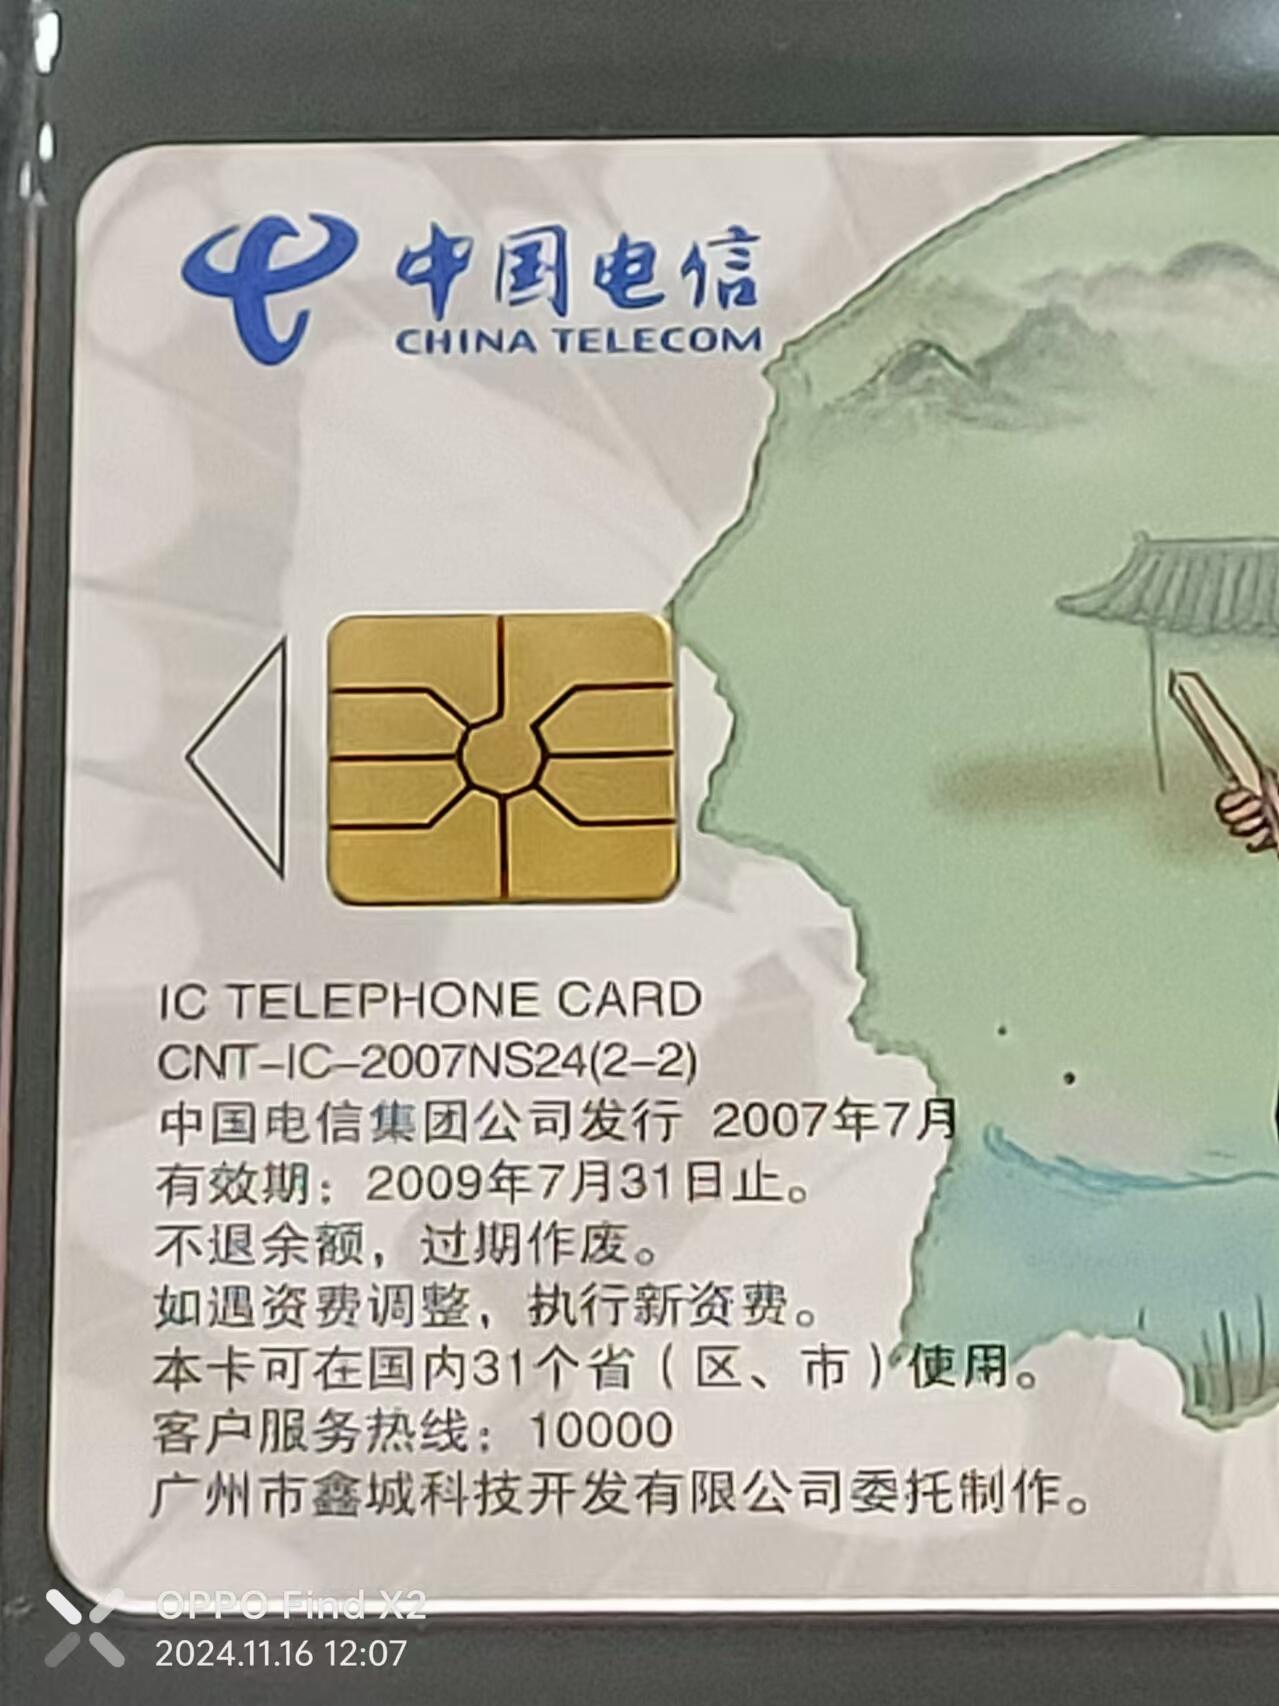 中国电信
CHINA TELECOM
IC TELEPHONE CARD
CNT-IC-2007NS24(2-2)
中国电信集团公司发行 2007年7月
有效期：2009年7月31日止。
不退余额，过期作废。
如遇资费调整，执行新资费。
本卡可在国内31个省（区、市）使用。
客户服务热线：10000
广州市鑫城科技开发有限公司委托制作。
OPPO Find X2
2024.11.16 12:07